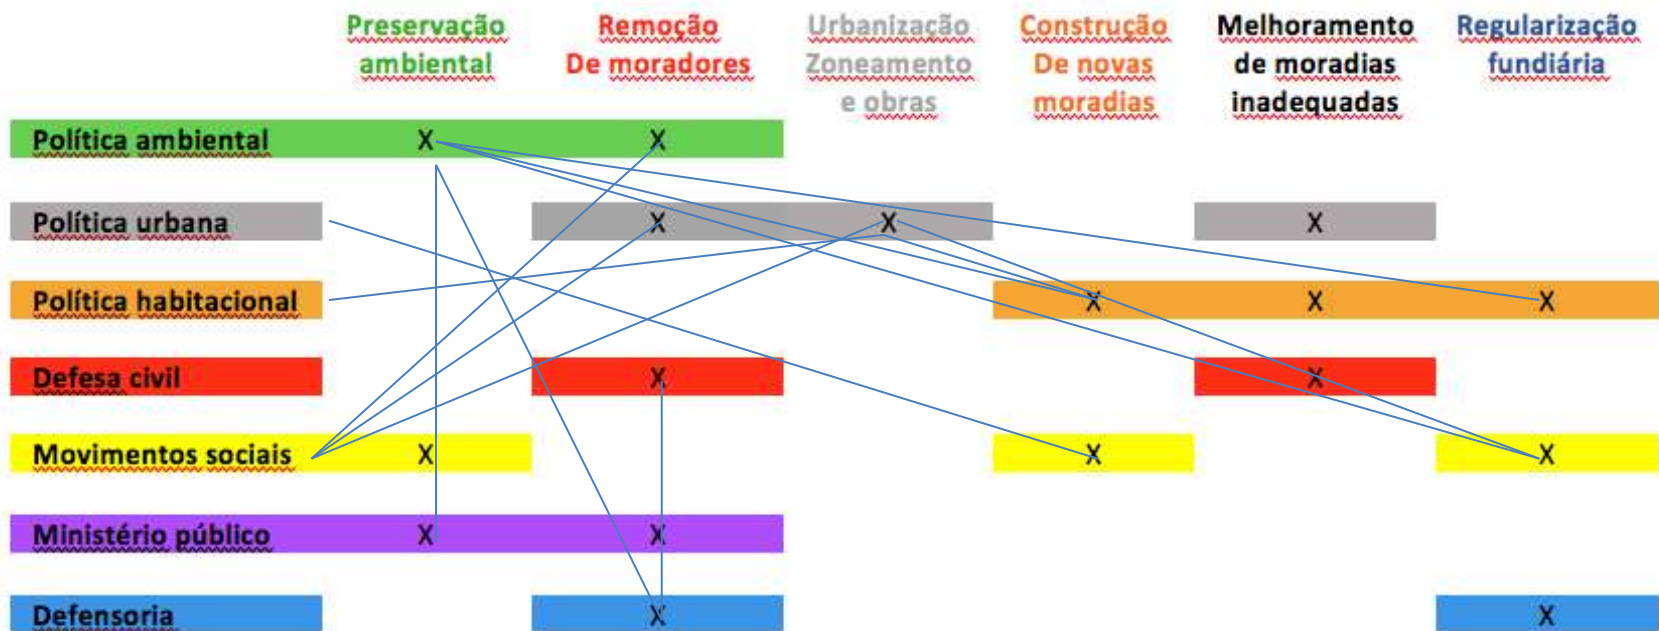 Preservação ambiental
Remoção De moradores
Urbanização Zoneamento e obras
Construção De novas moradias
Melhoramento de moradias inadequadas
Regularização fundiária
Política ambiental X X
Política urbana X X X
Política habitacional X X X
Defesa civil X X
Movimentos sociais X X X
Ministério público X X
Defensoria X X